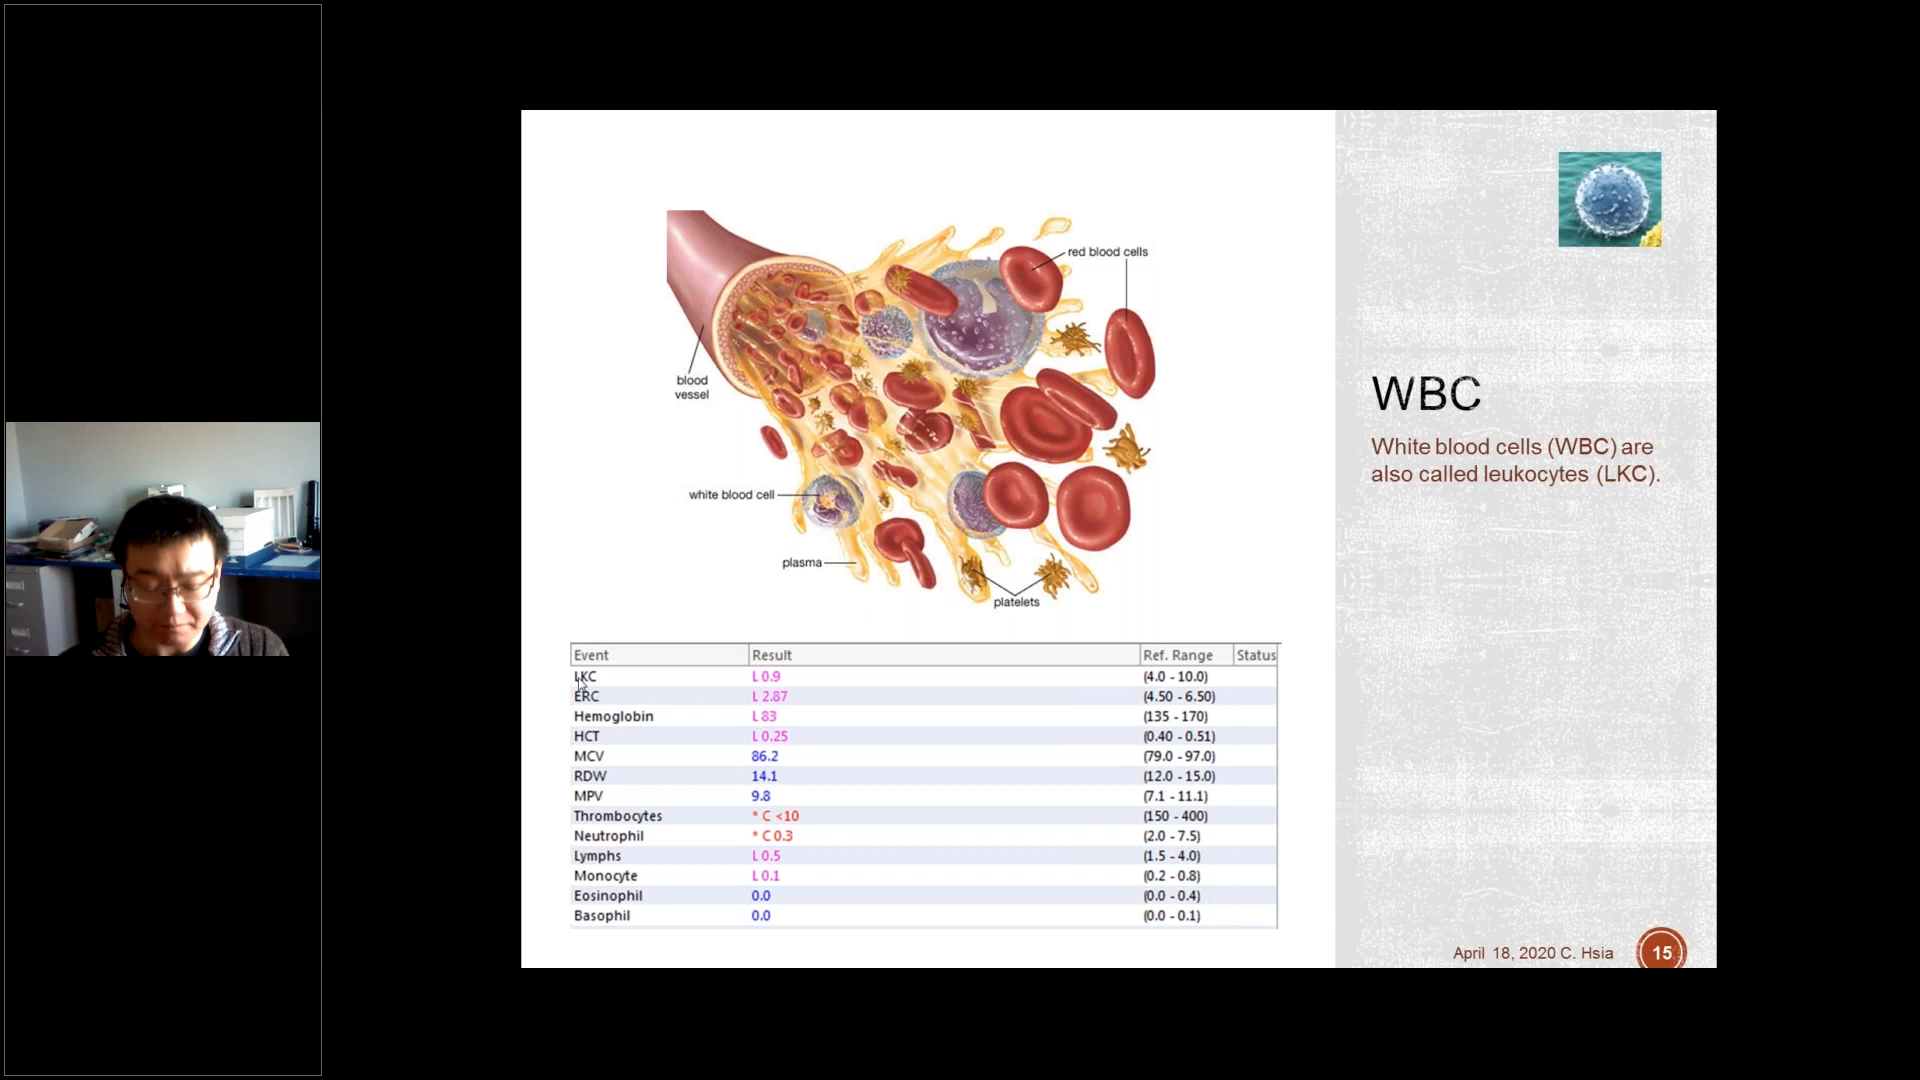 red blood cells
blood
vessel
white blood cell
plasma
platelets
Event Result Ref. Range Status
LKC L 0.9 (4.0 - 10.0)
ERC L 2.87 (4.50 - 6.50)
Hemoglobin L 83 (135 - 170)
HCT L 0.25 (0.40 - 0.51)
MCV 86.2 (79.0 - 97.0)
RDW 14.1 (12.0 - 15.0)
MPV 9.8 (7.1 - 11.1)
Thrombocytes * C <10 (150 - 400)
Neutrophil * C 0.3 (2.0 - 7.5)
Lymphs L 0.5 (1.5 - 4.0)
Monocyte L 0.1 (0.2 - 0.8)
Eosinophil 0.0 (0.0 - 0.4)
Basophil 0.0 (0.0 - 0.1)
WBC
White blood cells (WBC) are
also called leukocytes (LKC).
April 18, 2020 C. Hsia 15